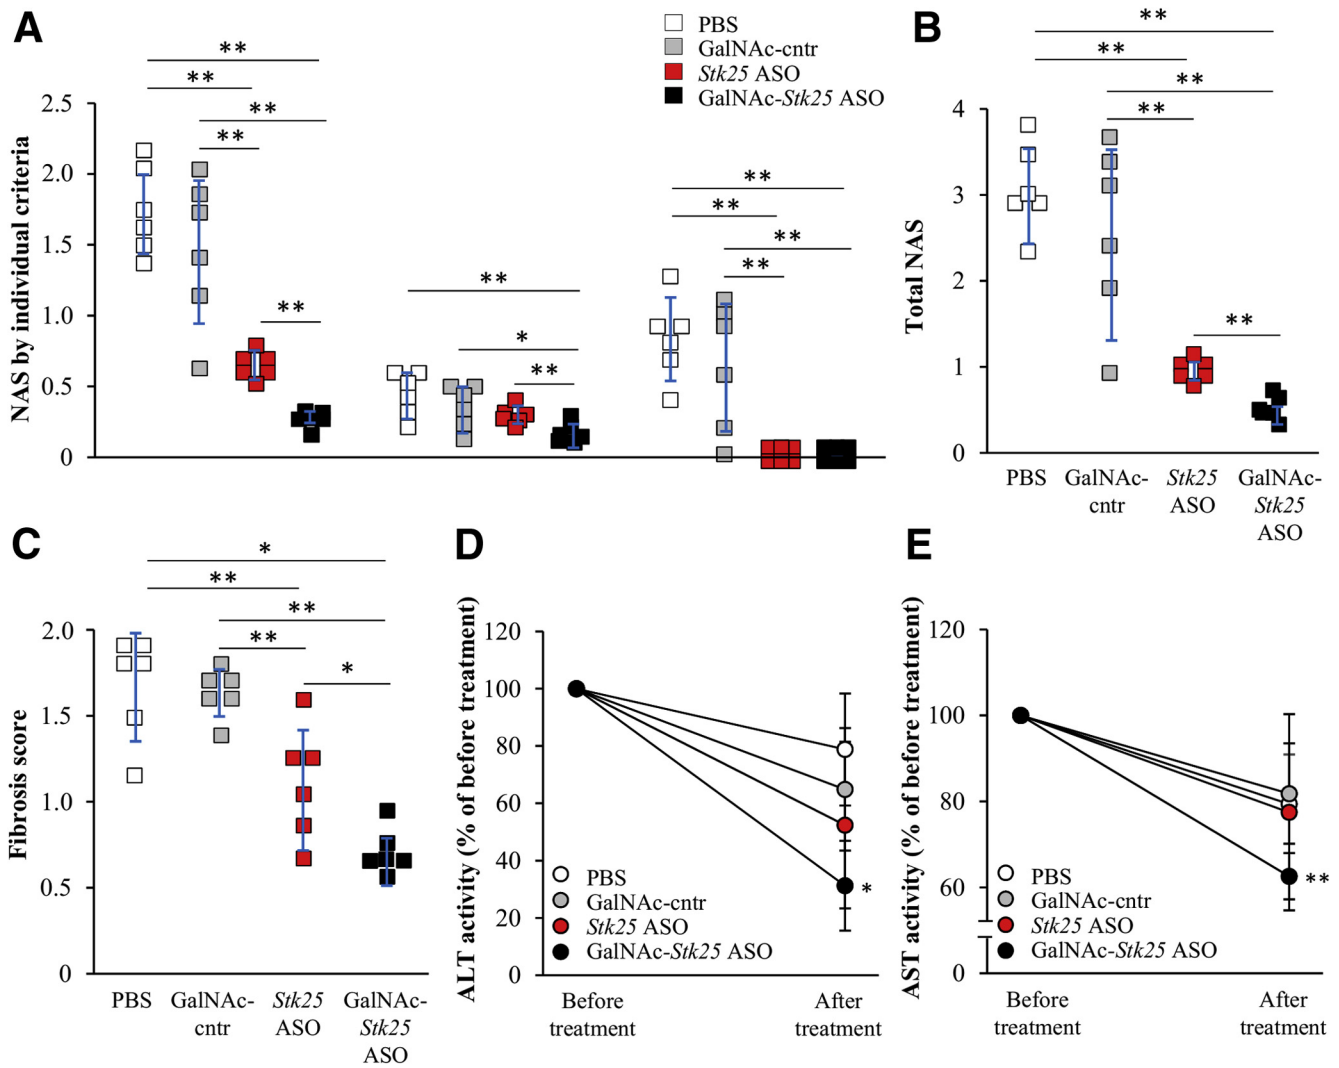 A
PBS
GalNAc-cntr
Stk25 ASO
GalNAc-Stk25 ASO
NAS by individual criteria
2.5
2.0
1.5
1.0
0.5
0
**
**
**
**
**
**
*
**
**
**
**
**
B
Total NAS
4
3
2
1
0
**
**
**
**
**
PBS
GalNAc-
cntr
Stk25
ASO
GalNAc-
Stk25
ASO
C
Fibrosis score
2.0
1.5
1.0
0.5
0
*
**
**
**
*
PBS
GalNAc-
cntr
Stk25
ASO
GalNAc-
Stk25
ASO
D
ALT activity (% of before treatment)
120
100
80
60
40
20
0
*
PBS
GalNAc-cntr
Stk25 ASO
GalNAc-Stk25 ASO
Before
treatment
After
treatment
E
AST activity (% of before treatment)
120
100
80
60
0
**
PBS
GalNAc-cntr
Stk25 ASO
GalNAc-Stk25 ASO
Before
treatment
After
treatment